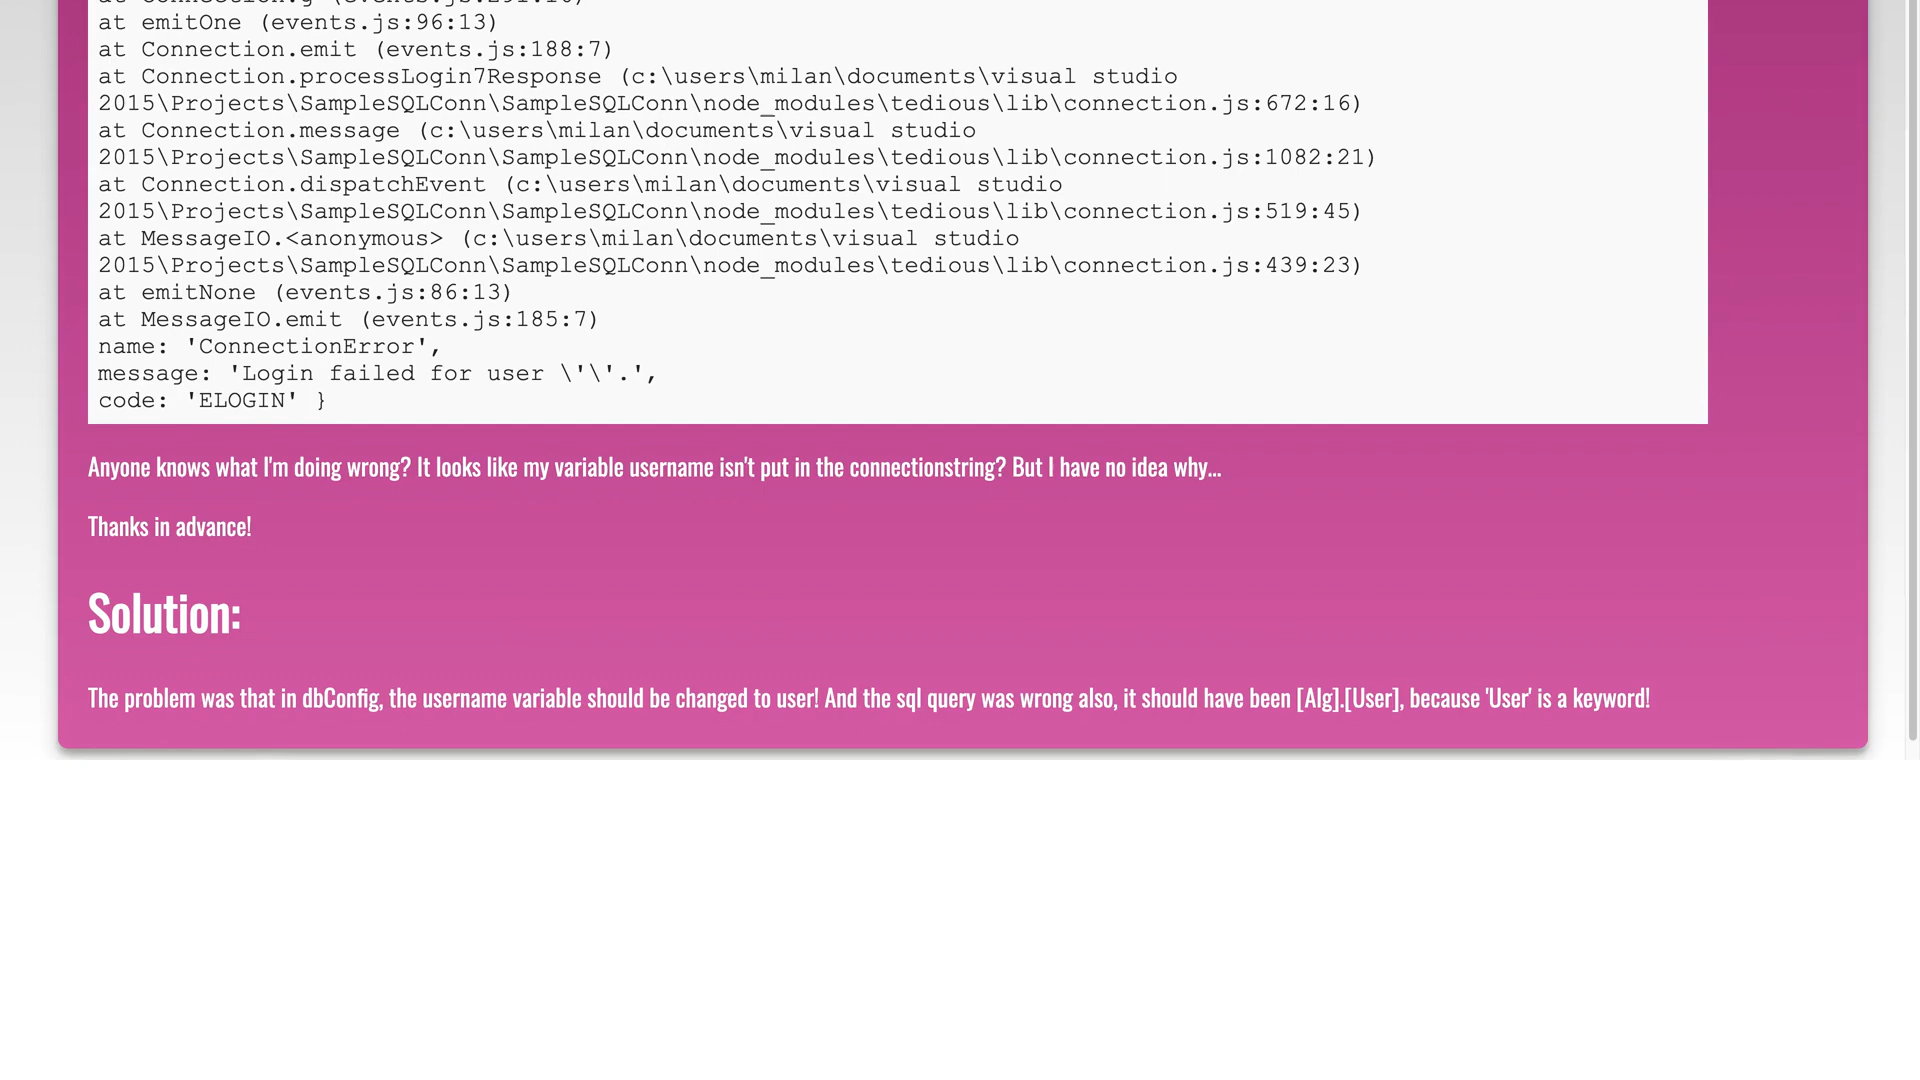 at emitOne (events.js:96:13)
at Connection.emit (events.js:188:7)
at Connection.processLogin7Response (c:\users\milan\documents\visual studio
2015\Projects\SampleSQLConn\SampleSQLConn\node_modules\tedious\lib\connection.js:672:16)
at Connection.message (c:\users\milan\documents\visual studio
2015\Projects\SampleSQLConn\SampleSQLConn\node_modules\tedious\lib\connection.js:1082:21)
at Connection.dispatchEvent (c:\users\milan\documents\visual studio
2015\Projects\SampleSQLConn\SampleSQLConn\node_modules\tedious\lib\connection.js:519:45)
at MessageIO.<anonymous> (c:\users\milan\documents\visual studio
2015\Projects\SampleSQLConn\SampleSQLConn\node_modules\tedious\lib\connection.js:439:23)
at emitNone (events.js:86:13)
at MessageIO.emit (events.js:185:7)
name: 'ConnectionError',
message: 'Login failed for user \'\'.',
code: 'ELOGIN' }
Anyone knows what I'm doing wrong? It looks like my variable username isn't put in the connectionstring? But I have no idea why...
Thanks in advance!
Solution:
The problem was that in dbConfig, the username variable should be changed to user! And the sql query was wrong also, it should have been [Alg].[User], because 'User' is a keyword!